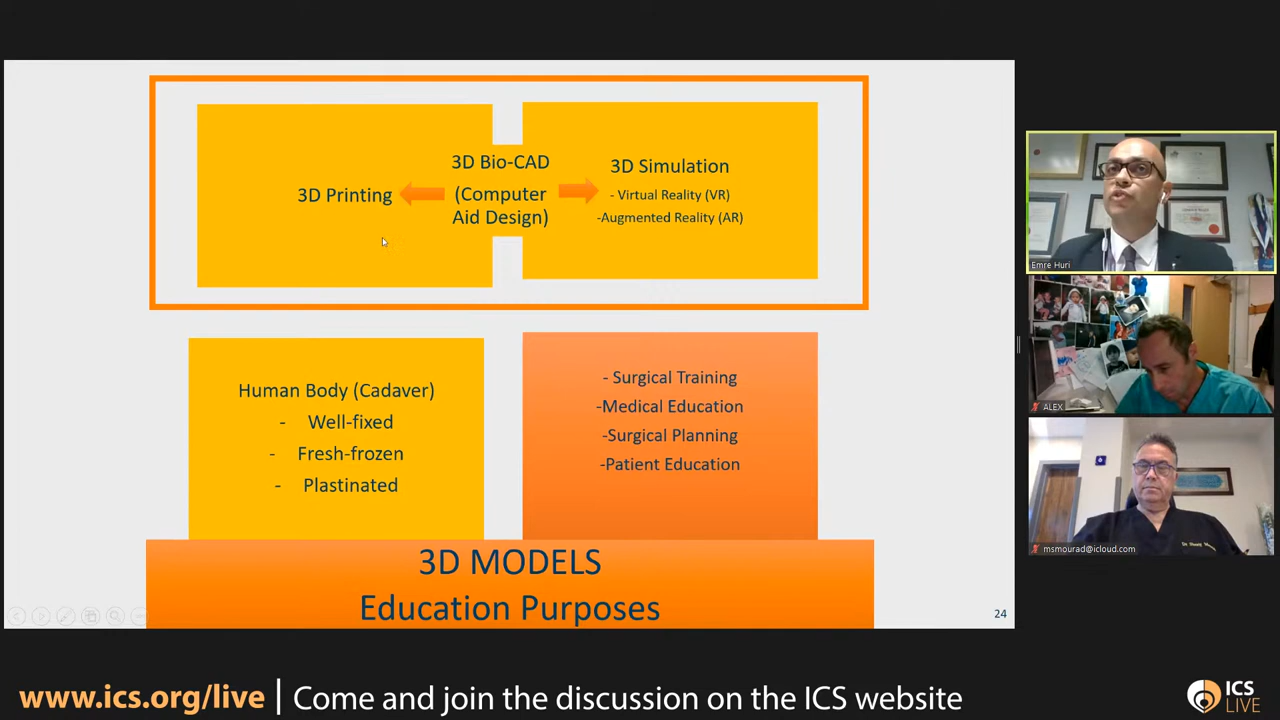 3D Printing
3D Bio-CAD
(Computer
Aid Design)
3D Simulation
- Virtual Reality (VR)
-Augmented Reality (AR)
Human Body (Cadaver)
- Well-fixed
- Fresh-frozen
- Plastinated
- Surgical Training
-Medical Education
-Surgical Planning
-Patient Education
3D MODELS
Education Purposes
24
Emre Huri
ALEX
msmourad@icloud.com
www.ics.org/live | Come and join the discussion on the ICS website
ICS
LIVE